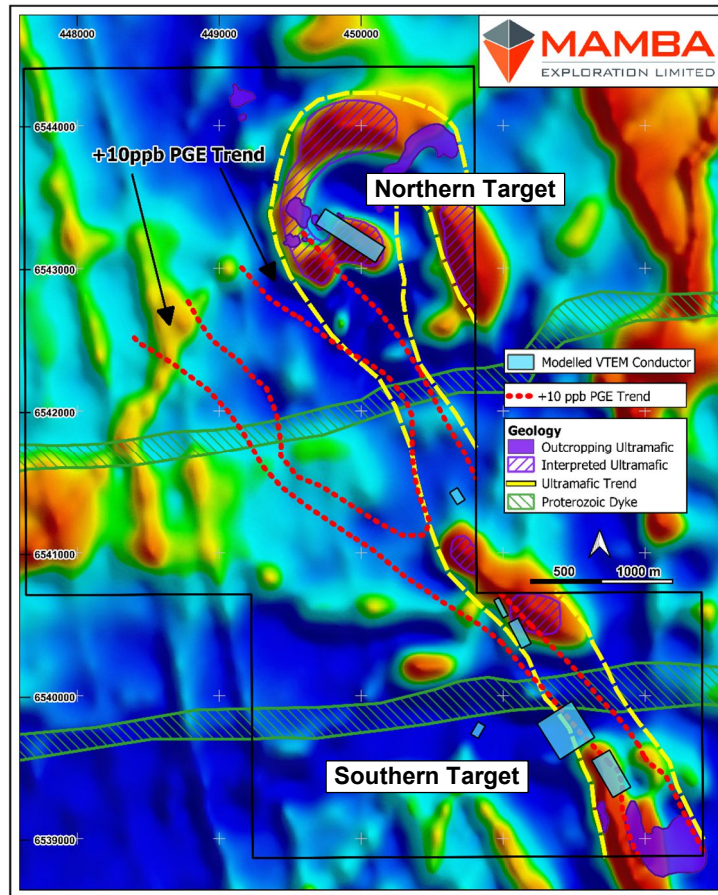 448000
449000
450000
MAMBA
EXPLORATION LIMITED
6544000
+10ppb PGE Trend
Northern Target
6543000
Modelled VTEM Conductor
+10 ppb PGE Trend
6542000
Geology
Outcropping Ultramafic
Interpreted Ultramafic
Ultramafic Trend
Proterozoic Dyke
6541000
500 1000 m
6540000
Southern Target
6539000